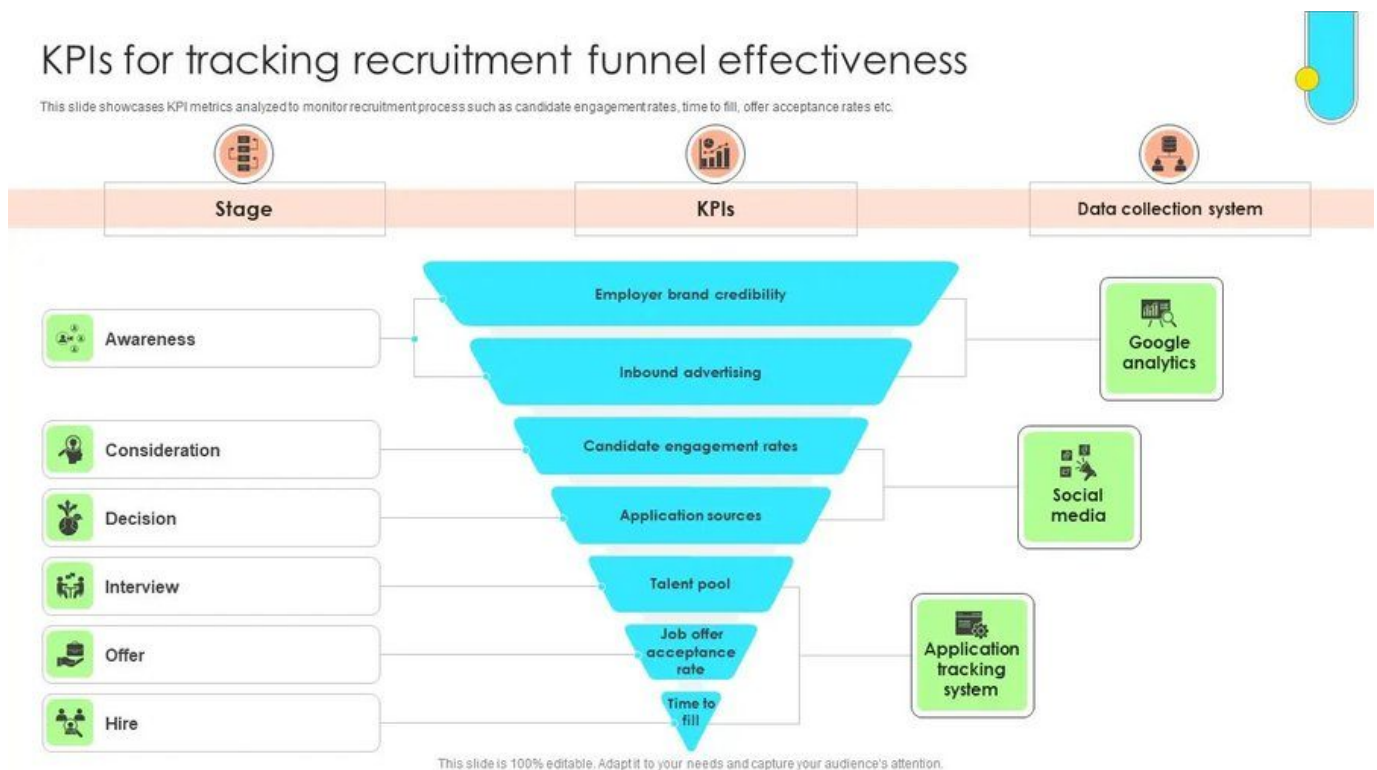 KPIs for tracking recruitment funnel effectiveness
This slide showcases KPI metrics analyzed to monitor recruitment process such as candidate engagement rates, time to fill, offer acceptance rates etc.
Stage
KPIs
Data collection system
Employer brand credibility
Awareness
Inbound advertising
Google
analytics
Consideration
Candidate engagement rates
Decision
Application sources
Social
media
Interview
Talent pool
Offer
Job offer
acceptance
rate
Application
tracking
system
Hire
Time to
fill
This slide is 100% editable. Adapt it to your needs and capture your audience's attention.